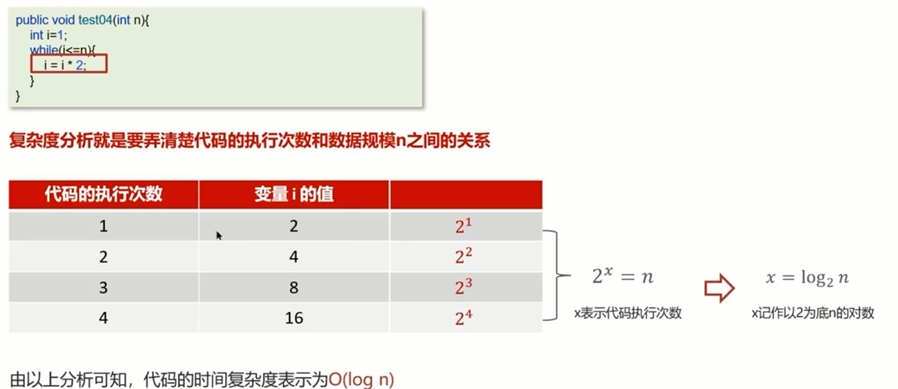 public void test04(int n){
int i=1;
while(i<=n){
i = i * 2;
}
}
复杂度分析就是要弄清楚代码的执行次数和数据规模n之间的关系
代码的执行次数 变量 i 的值
1 2 2¹
2 4 2²
3 8 2³
4 16 2⁴
2ˣ = n
x表示代码执行次数
x = log₂ n
x记作以2为底n的对数
由以上分析可知，代码的时间复杂度表示为O(log n)